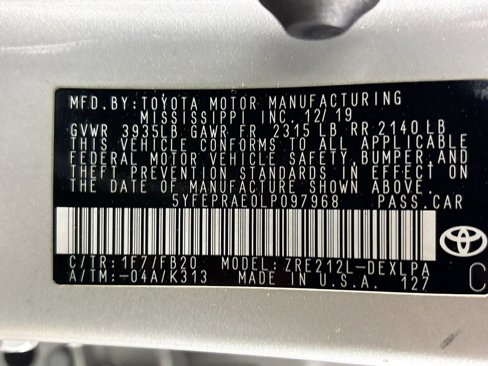 MFD.BY:TOYOTA MOTOR MANUFACTURING
MISSISSIPPI INC. 12/19
GVWR 3935LB GAWR FR 2315 LB RR 2140 LB
THIS VEHICLE CONFORMS TO ALL APPLICABLE
FEDERAL MOTOR VEHICLE SAFETY, BUMPER, AND
THEFT PREVENTION STANDARDS IN EFFECT ON
THE DATE OF MANUFACTURE SHOWN ABOVE.
5YFEPRAE0LP097968 PASS.CAR
C/TR:1F7/FB20 MODEL: ZRE212L-DEXLPA
A/TM:-04A/K313 MADE IN U.S.A. 127
C